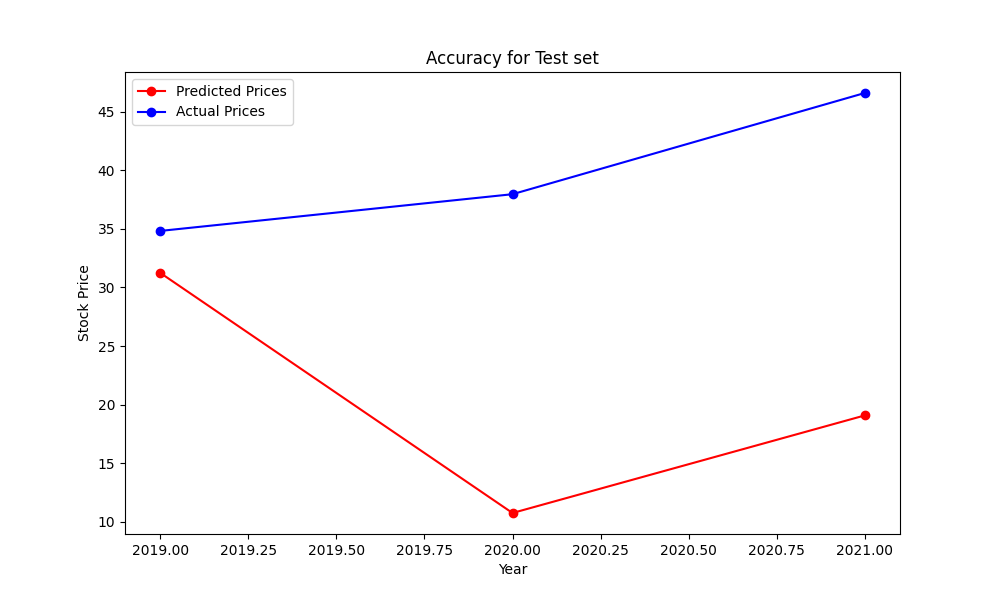 Accuracy for Test set
Predicted Prices
Actual Prices
45
40
35
30
25
20
15
10
Stock Price
2019.00 2019.25 2019.50 2019.75 2020.00 2020.25 2020.50 2020.75 2021.00
Year